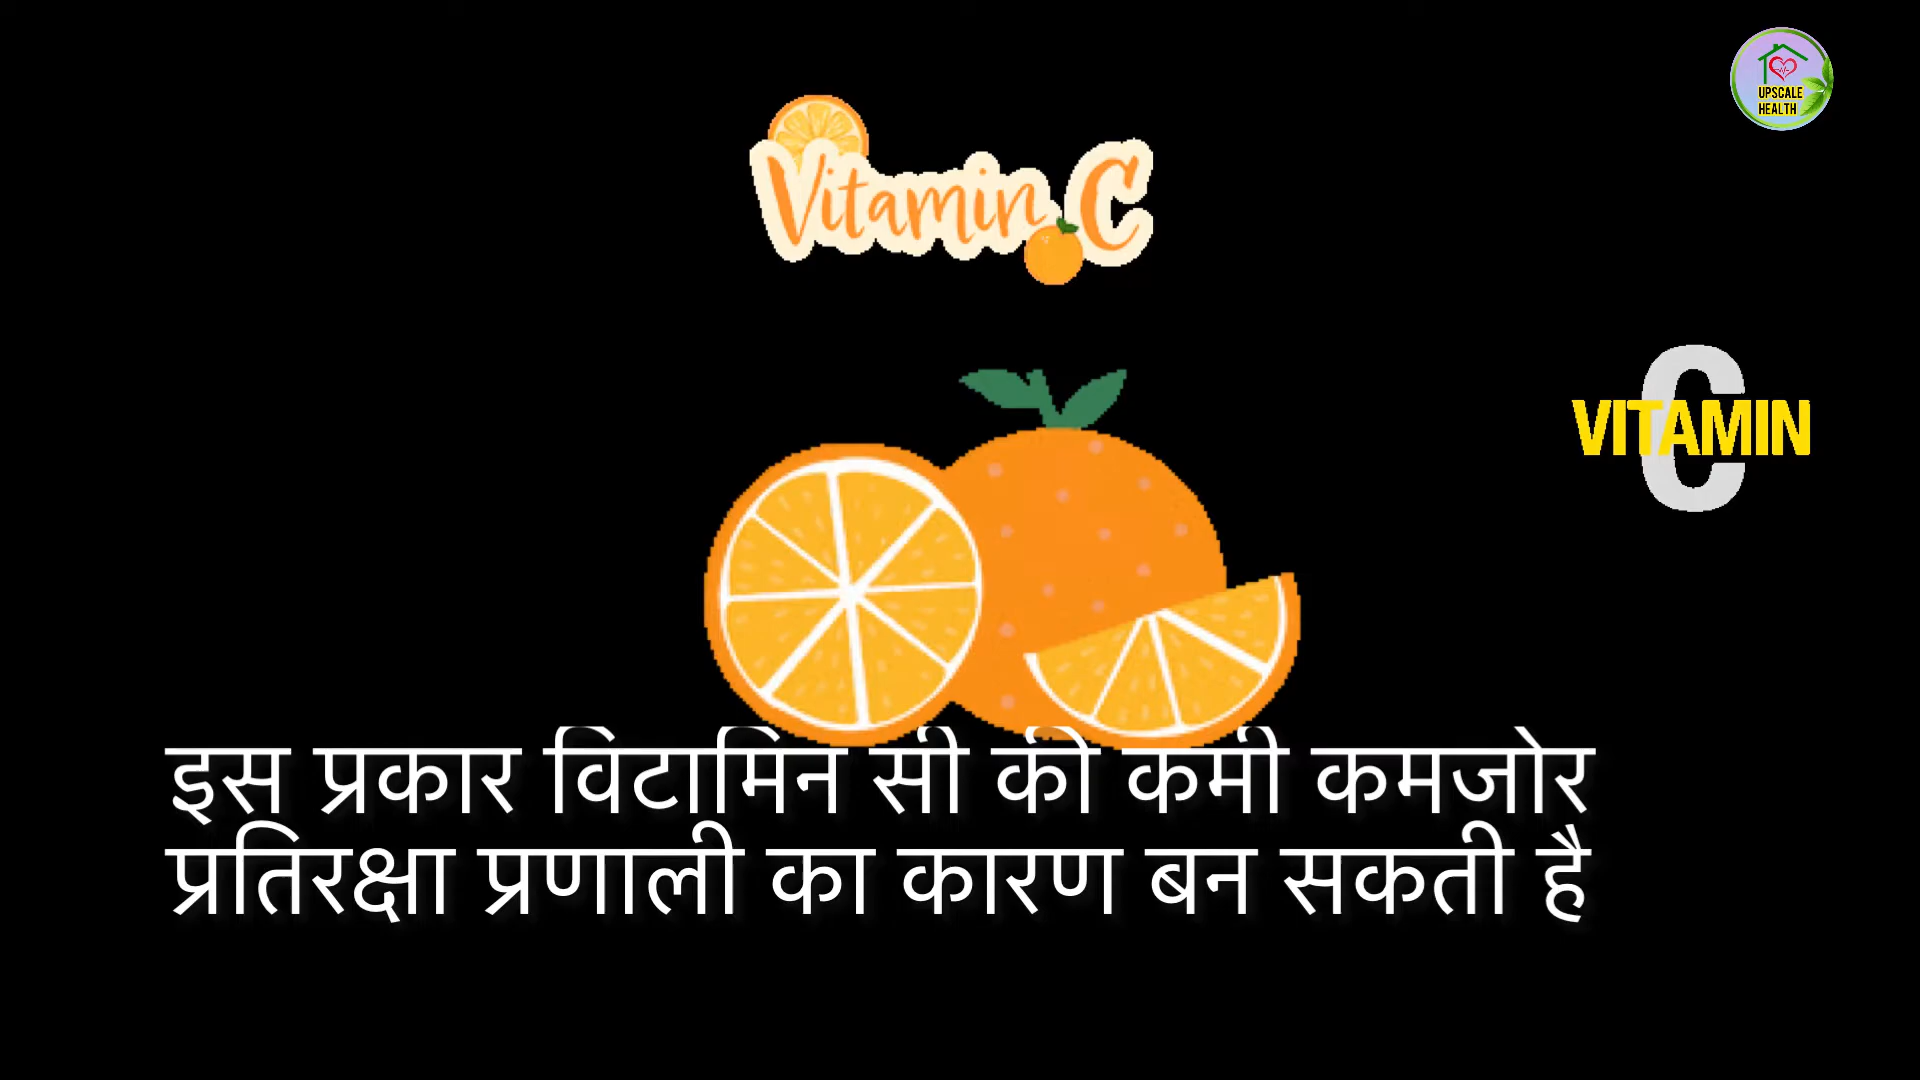 UPSCALE
HEALTH
Vitamin C
VITAMIN
C
इस प्रकार विटामिन सी की कमी कमजोर
प्रतिरक्षा प्रणाली का कारण बन सकती है